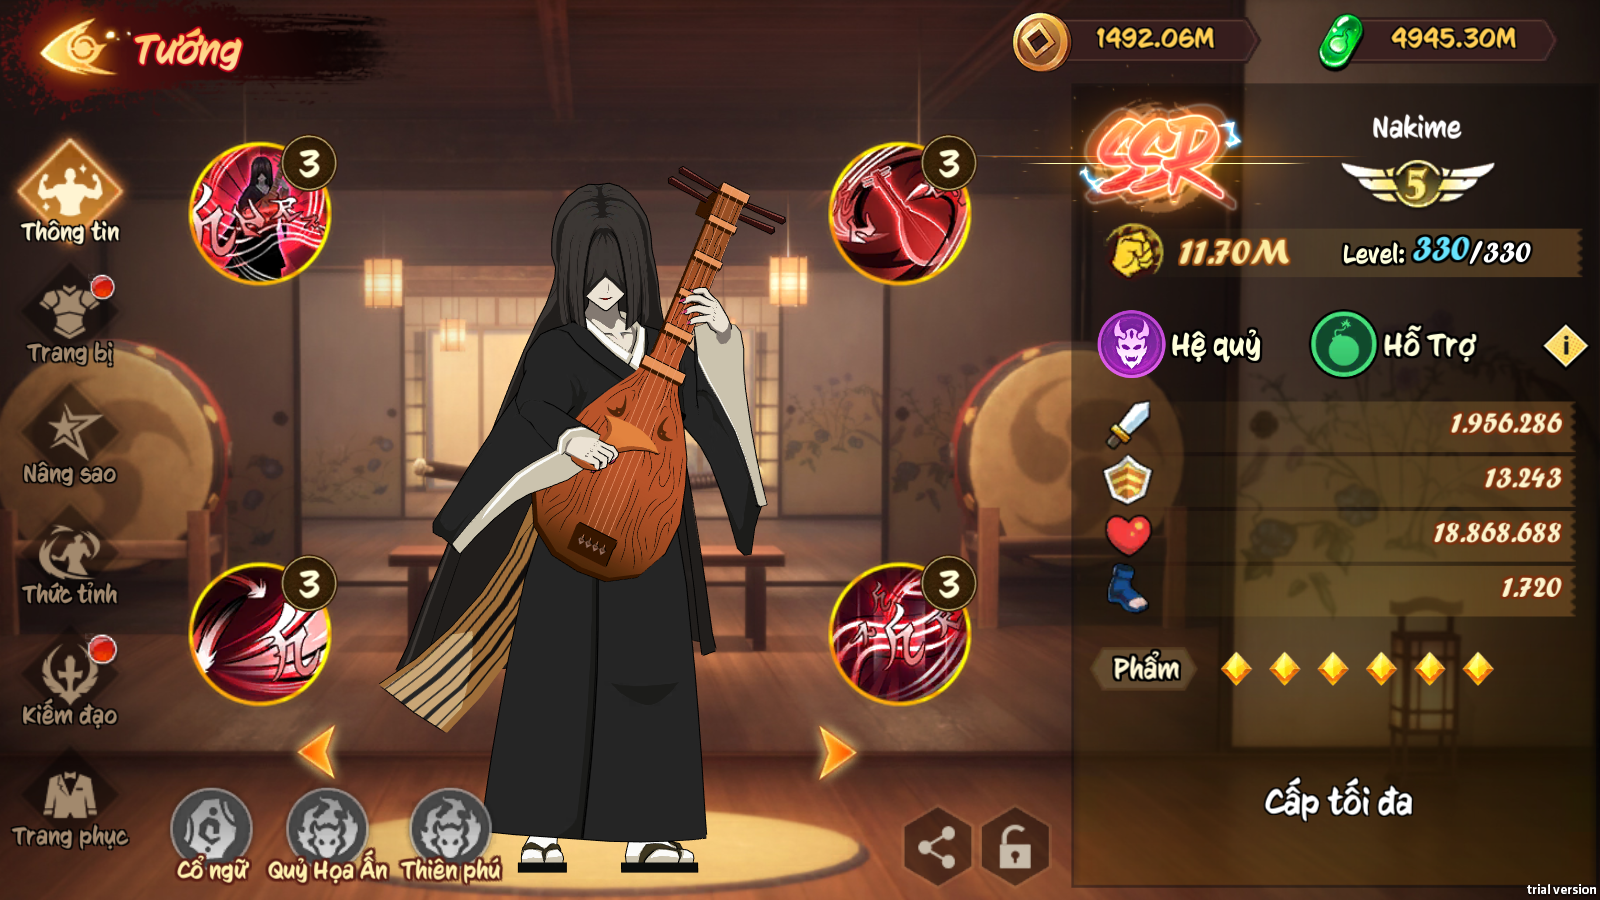 Tướng
1492.06M
4945.30M
Thông tin
Trang bị
Nâng sao
Thức tỉnh
Kiếm đạo
Trang phục
3
3
3
3
SSR
Nakime
5
11.70M
Level: 330/330
Hệ quỷ
Hỗ Trợ
i
1.956.286
13.243
18.868.688
1.720
Phẩm
Cấp tối đa
Cổ ngữ
Quỷ Họa Ấn
Thiên phú
trial version